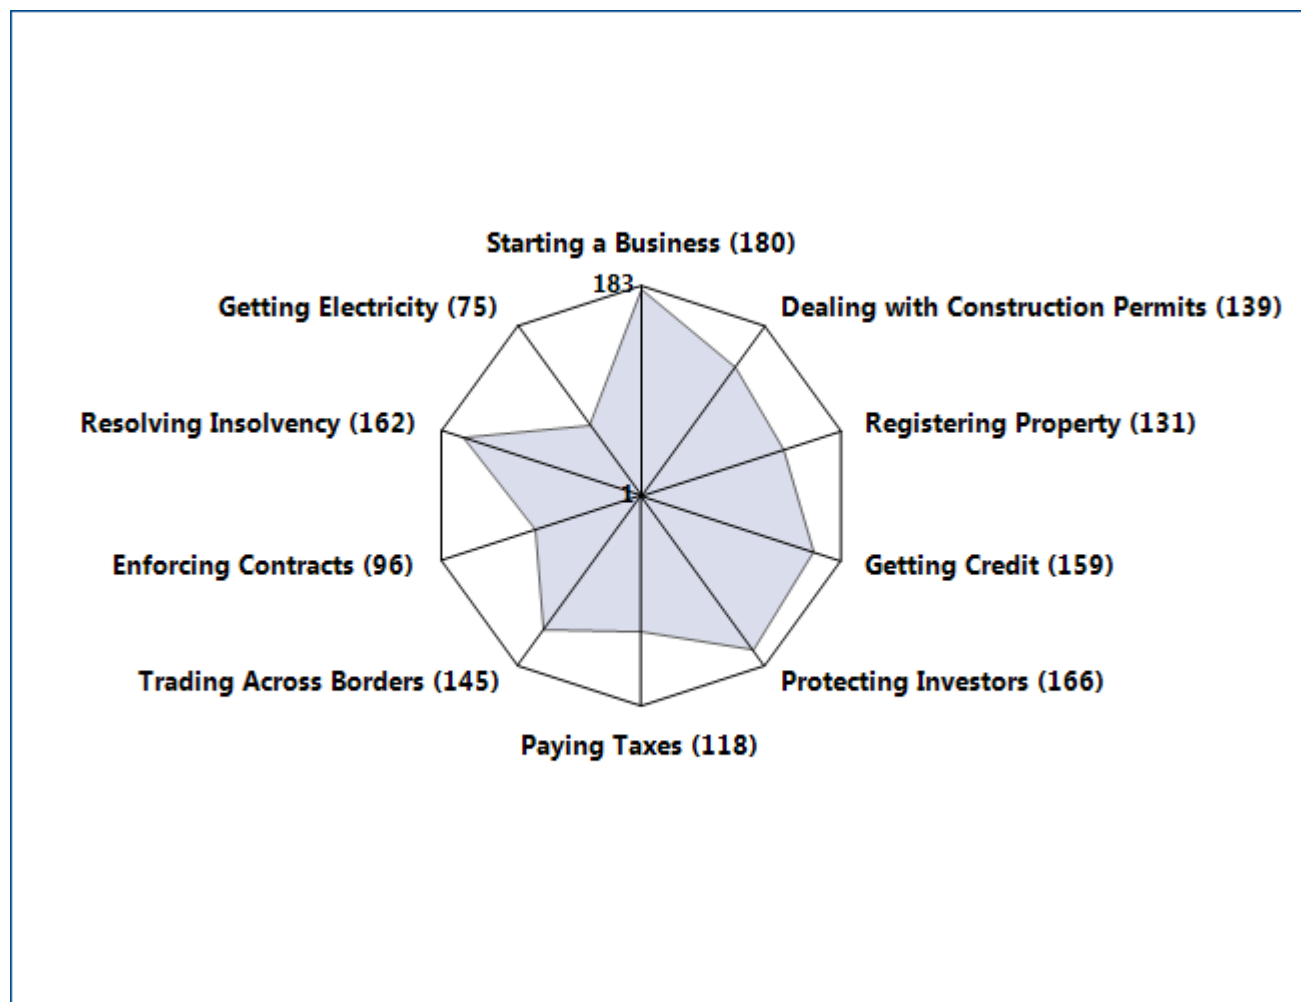 Starting a Business (180)
183
Getting Electricity (75)
Dealing with Construction Permits (139)
Resolving Insolvency (162)
Registering Property (131)
1
Enforcing Contracts (96)
Getting Credit (159)
Trading Across Borders (145)
Protecting Investors (166)
Paying Taxes (118)